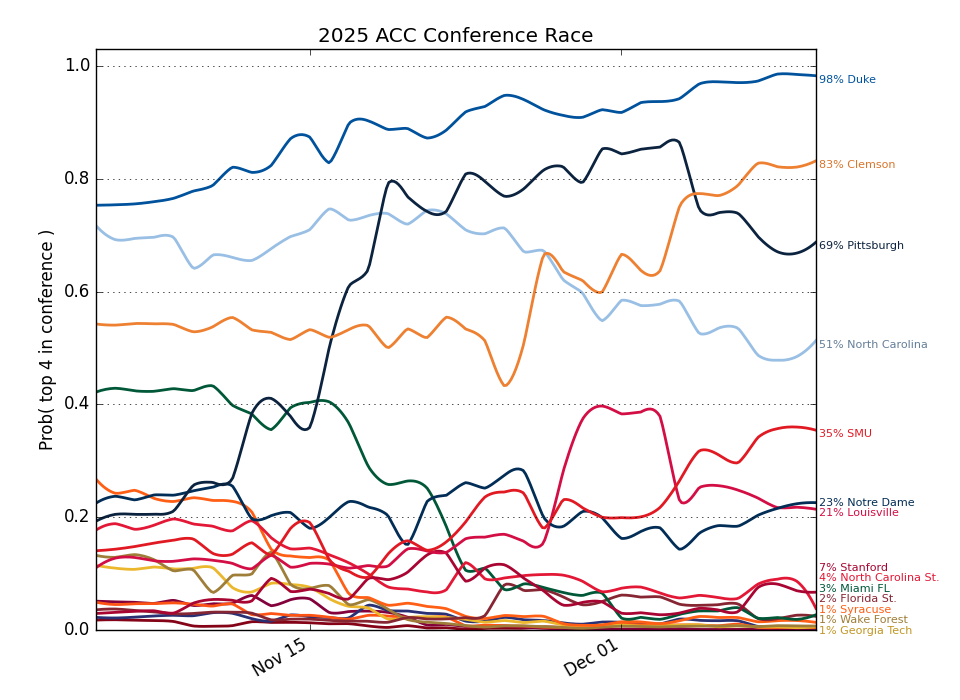 2025 ACC Conference Race
Prob( top 4 in conference )
1.0
0.8
0.6
0.4
0.2
0.0
Nov 15
Dec 01
98% Duke
83% Clemson
69% Pittsburgh
51% North Carolina
35% SMU
23% Notre Dame
21% Louisville
7% Stanford
4% North Carolina St.
3% Miami FL
2% Florida St.
1% Syracuse
1% Wake Forest
1% Georgia Tech